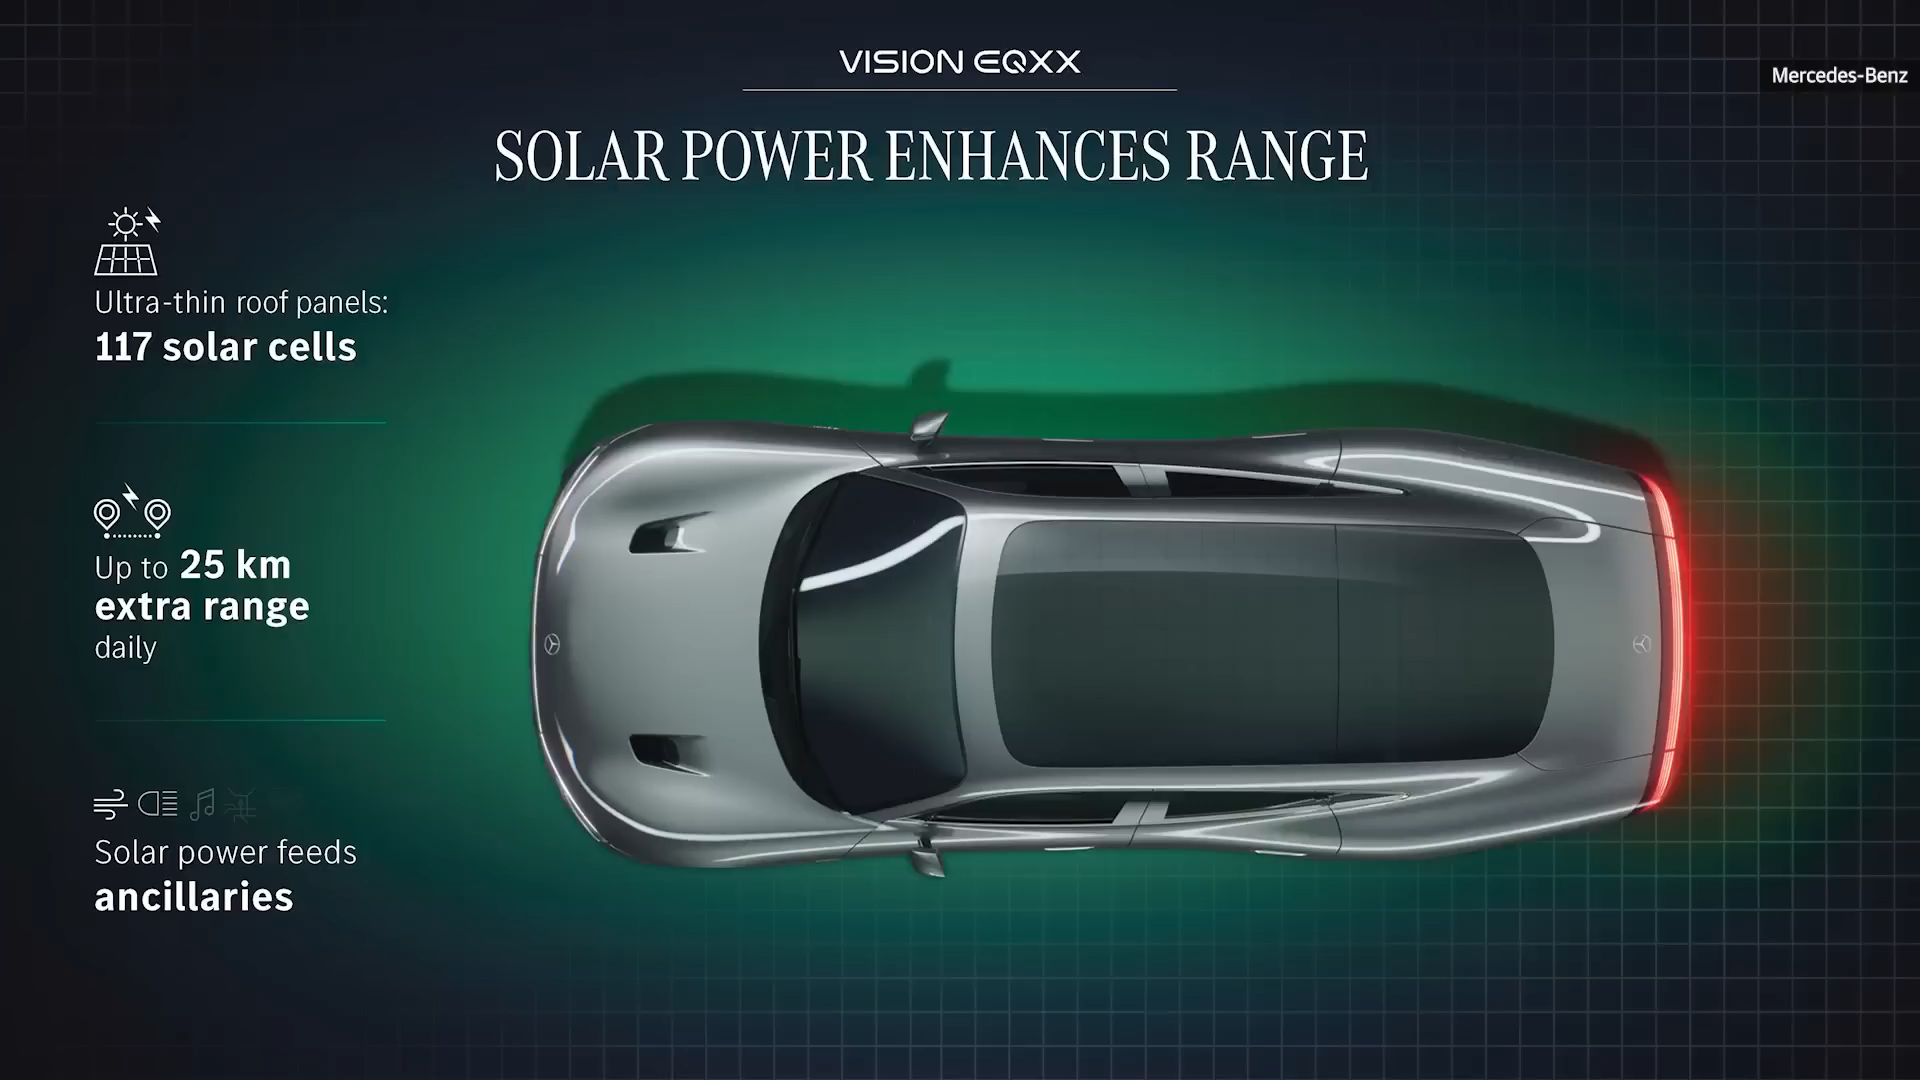 VISION EQXX
Mercedes-Benz
SOLAR POWER ENHANCES RANGE
Ultra-thin roof panels:
117 solar cells
Up to 25 km
extra range
daily
Solar power feeds
ancillaries